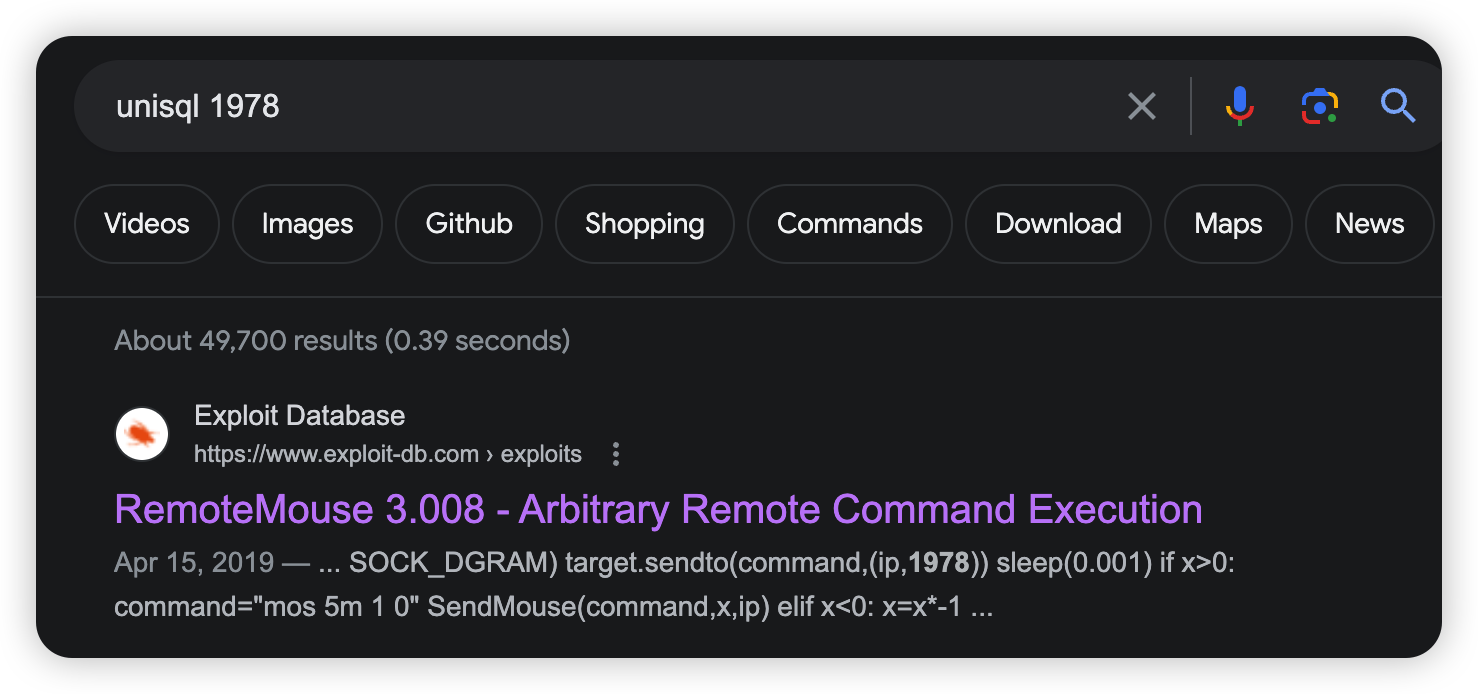 unisql 1978
Videos Images Github Shopping Commands Download Maps News
About 49,700 results (0.39 seconds)
Exploit Database
https://www.exploit-db.com › exploits
RemoteMouse 3.008 - Arbitrary Remote Command Execution
Apr 15, 2019 — ... SOCK_DGRAM) target.sendto(command,(ip,1978)) sleep(0.001) if x>0:
command="mos 5m 1 0" SendMouse(command,x,ip) elif x<0: x=x*-1 ...